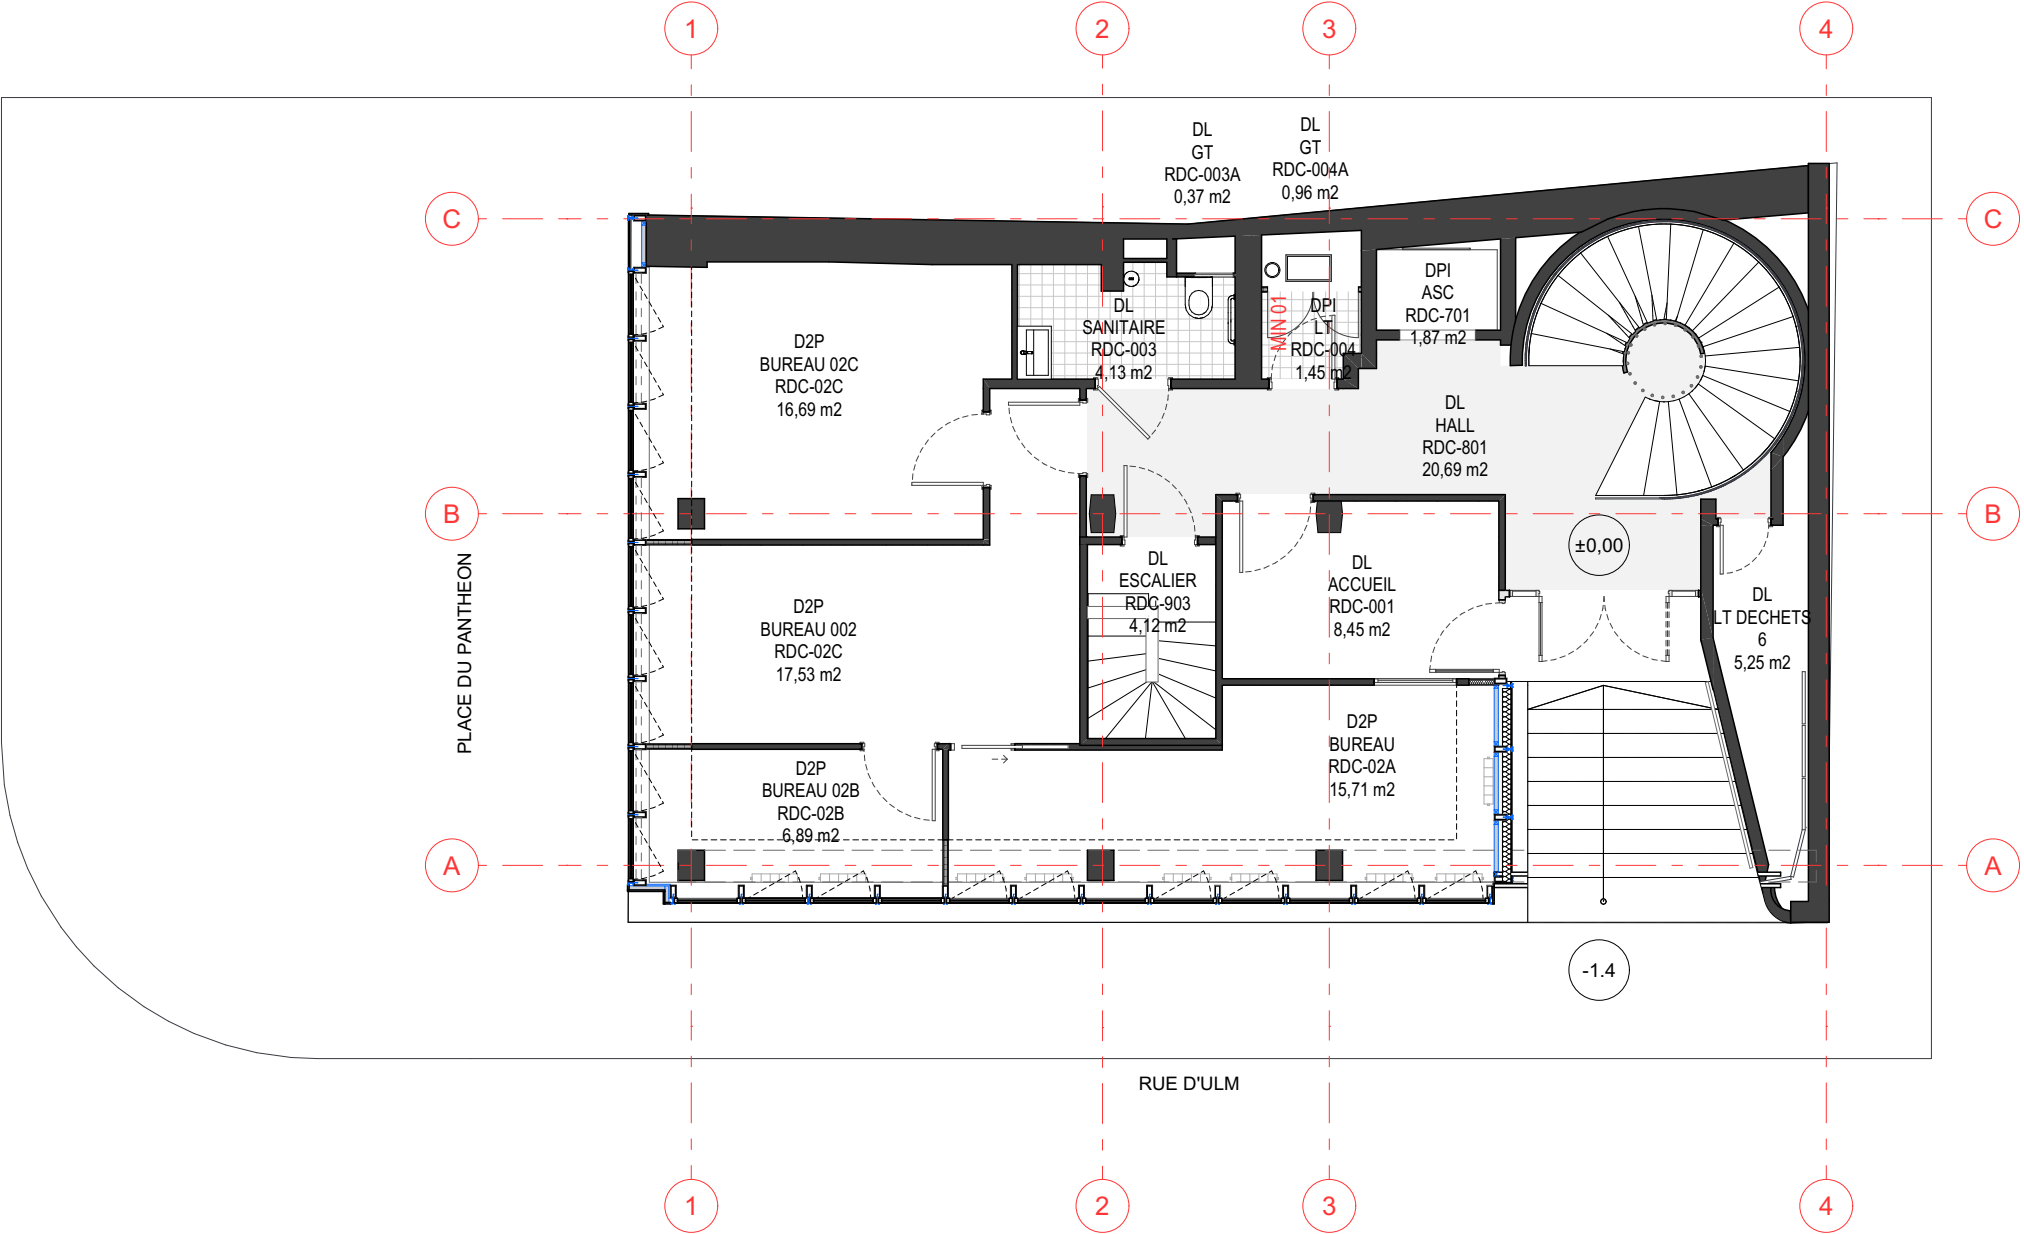 1
2
3
4
DL
GT
RDC-003A
0,37 m2
DL
GT
RDC-004A
0,96 m2
C
C
DPI
ASC
RDC-701
1,87 m2
DL
SANITAIRE
RDC-003
4,13 m2
MIN 01
DPI
LT
RDC-004
1,45 m2
D2P
BUREAU 02C
RDC-02C
16,69 m2
DL
HALL
RDC-801
20,69 m2
B
B
±0,00
DL
ESCALIER
RDC-903
4,12 m2
DL
ACCUEIL
RDC-001
8,45 m2
DL
LT DECHETS
6
5,25 m2
PLACE DU PANTHEON
D2P
BUREAU 002
RDC-02C
17,53 m2
D2P
BUREAU
RDC-02A
15,71 m2
D2P
BUREAU 02B
RDC-02B
6,89 m2
A
A
-1.4
RUE D'ULM
1
2
3
4